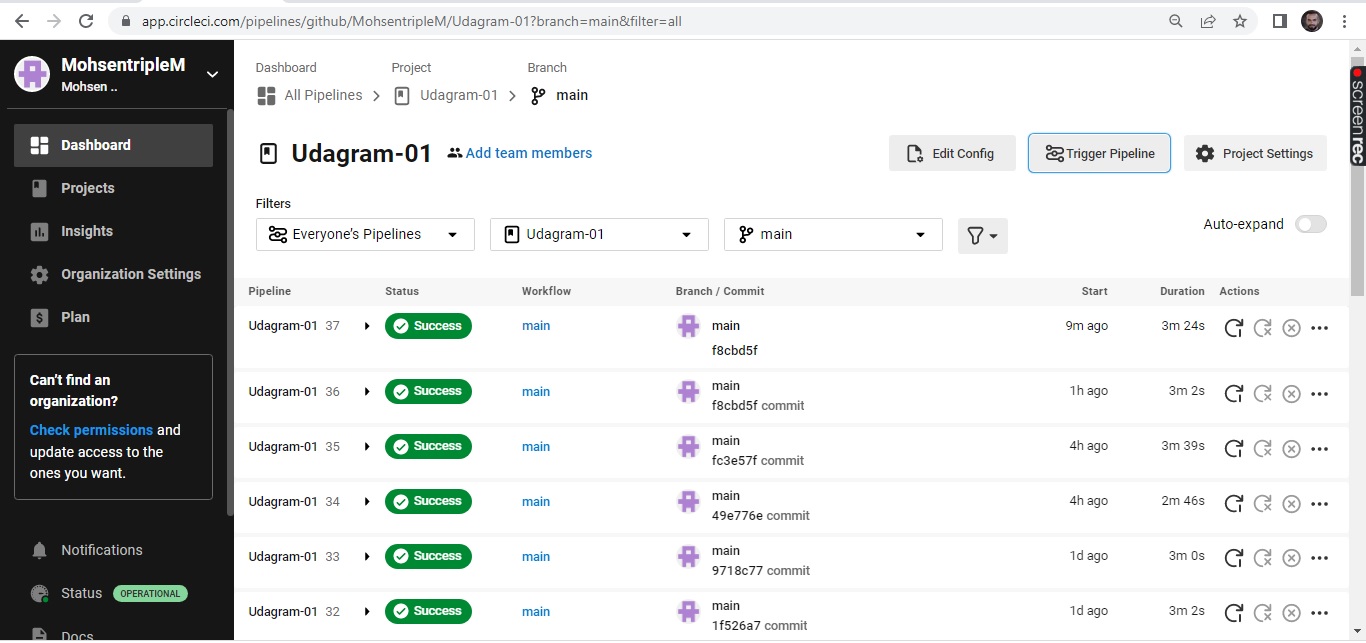 app.circleci.com/pipelines/github/MohsentripleM/Udagram-01?branch=main&filter=all
MohsentripleM
Mohsen ..
Dashboard
Projects
Insights
Organization Settings
Plan
Can't find an
organization?
Check permissions and
update access to the
ones you want.
Notifications
Status OPERATIONAL
Docs
Dashboard Project Branch
All Pipelines Udagram-01 main
Udagram-01 Add team members Edit Config Trigger Pipeline Project Settings
Filters
Everyone's Pipelines Udagram-01 main Auto-expand
Pipeline Status Workflow Branch / Commit Start Duration Actions
Udagram-01 37 Success main main 9m ago 3m 24s
f8cbd5f
Udagram-01 36 Success main main 1h ago 3m 2s
f8cbd5f commit
Udagram-01 35 Success main main 4h ago 3m 39s
fc3e57f commit
Udagram-01 34 Success main main 4h ago 2m 46s
49e776e commit
Udagram-01 33 Success main main 1d ago 3m 0s
9718c77 commit
Udagram-01 32 Success main main 1d ago 3m 2s
1f526a7 commit
screenrec